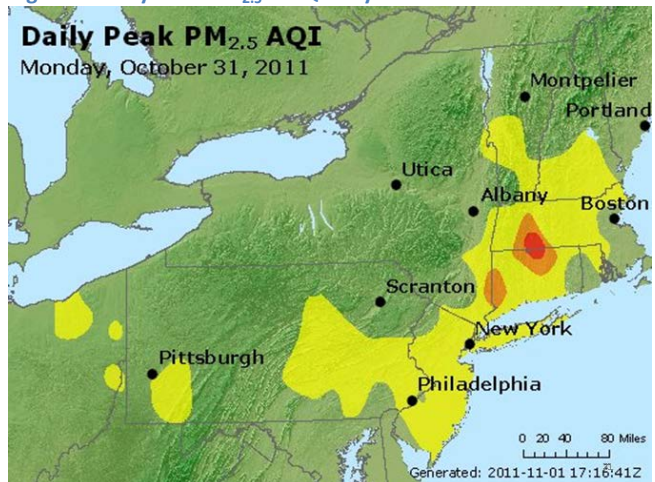 Daily Peak PM2.5 AQI
Monday, October 31, 2011
Montpelier
Portland
Utica
Albany
Boston
Scranton
New York
Pittsburgh
Philadelphia
0 20 40 80 Miles
Generated: 2011-11-01 17:16:41Z